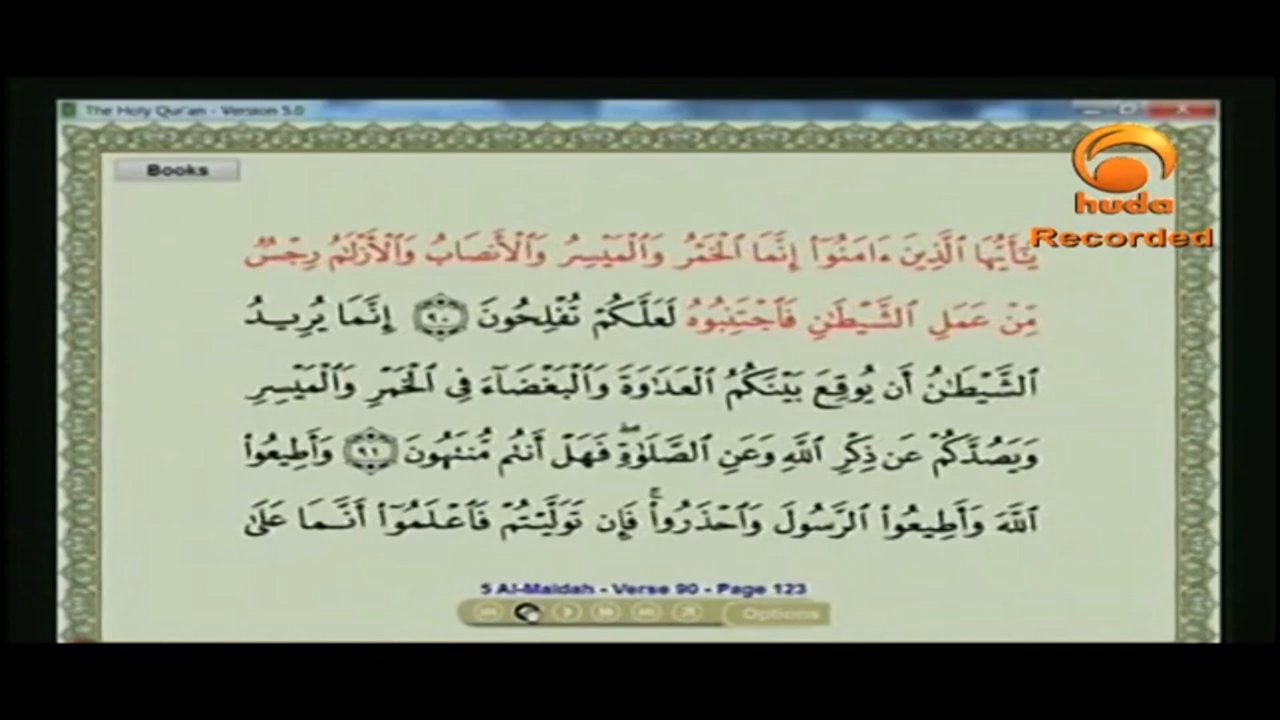 The Holy Qur'an - Version 5.0
huda
Recorded
Books
يَٰٓأَيُّهَا ٱلَّذِينَ ءَامَنُوٓا۟ إِنَّمَا ٱلْخَمْرُ وَٱلْمَيْسِرُ وَٱلْأَنصَابُ وَٱلْأَزْلَٰمُ رِجْسٌ
مِّنْ عَمَلِ ٱلشَّيْطَٰنِ فَٱجْتَنِبُوهُ لَعَلَّكُمْ تُفْلِحُونَ ٩٠ إِنَّمَا يُرِيدُ
ٱلشَّيْطَٰنُ أَن يُوقِعَ بَيْنَكُمُ ٱلْعَدَٰوَةَ وَٱلْبَغْضَآءَ فِى ٱلْخَمْرِ وَٱلْمَيْسِرِ
وَيَصُدَّكُمْ عَن ذِكْرِ ٱللَّهِ وَعَنِ ٱلصَّلَوٰةِ ۖ فَهَلْ أَنتُم مُّنتَهُونَ ٩١ وَأَطِيعُوا۟
ٱللَّهَ وَأَطِيعُوا۟ ٱلرَّسُولَ وَٱحْذَرُوا۟ ۚ فَإِن تَوَلَّيْتُمْ فَٱعْلَمُوٓا۟ أَنَّمَا عَلَىٰ
5 Al-Maidah - Verse 90 - Page 123
Options